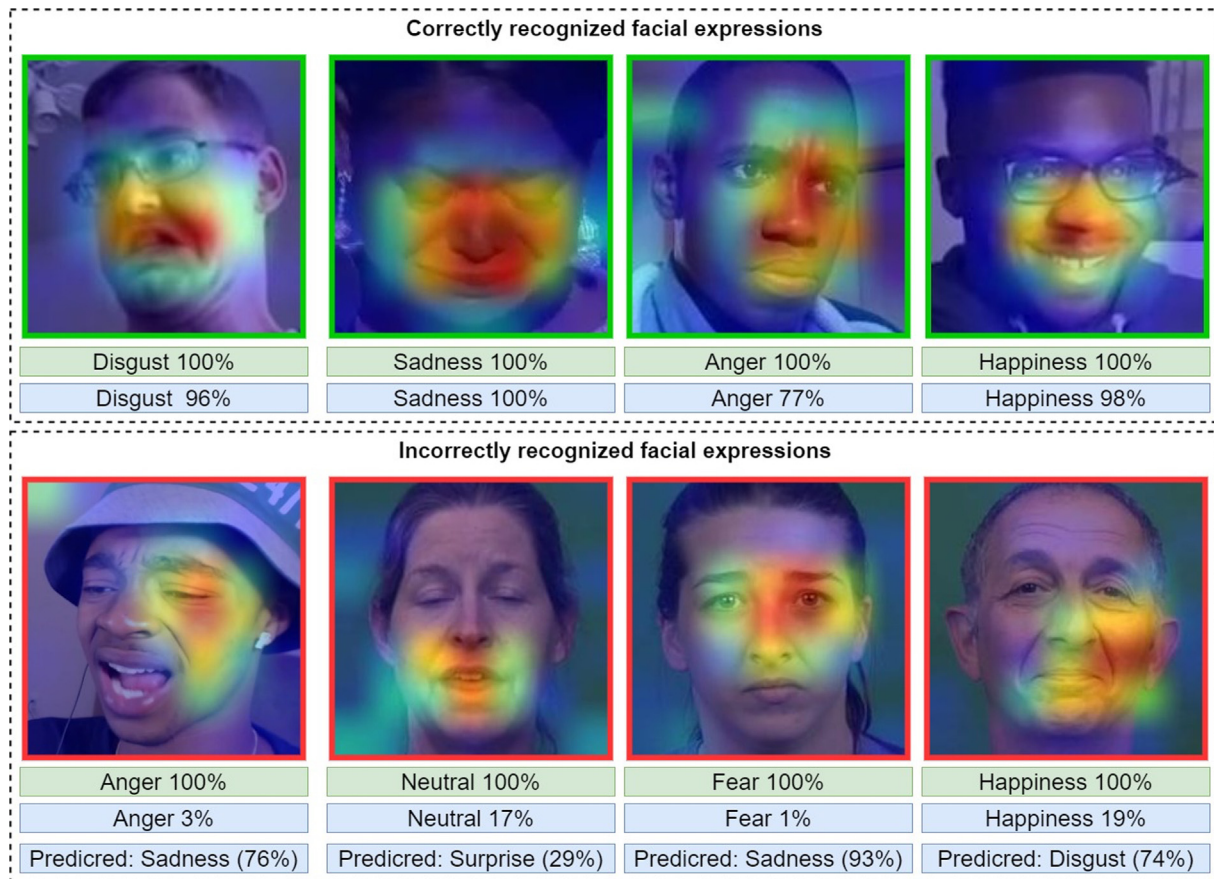 Correctly recognized facial expressions
Disgust 100% Sadness 100% Anger 100% Happiness 100%
Disgust 96% Sadness 100% Anger 77% Happiness 98%
Incorrectly recognized facial expressions
Anger 100% Neutral 100% Fear 100% Happiness 100%
Anger 3% Neutral 17% Fear 1% Happiness 19%
Predicred: Sadness (76%) Predicred: Surprise (29%) Predicred: Sadness (93%) Predicred: Disgust (74%)